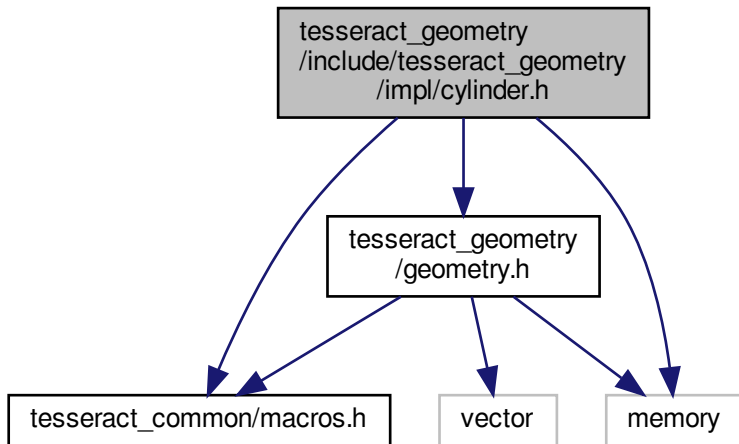 tesseract_geometry
/include/tesseract_geometry
/impl/cylinder.h
tesseract_geometry
/geometry.h
tesseract_common/macros.h
vector
memory